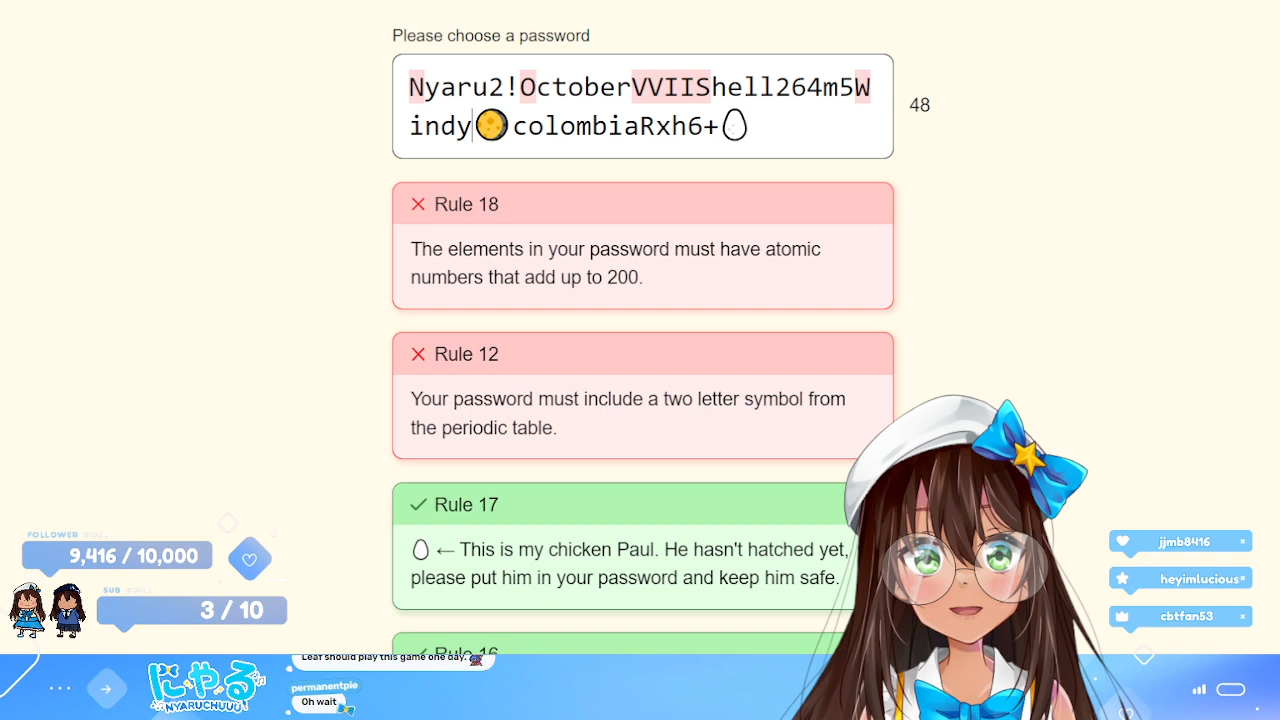 Please choose a password
Nyaru2!OctoberVVIIShell264m5W
indy🌖colombiaRxh6+🥚
48
× Rule 18
The elements in your password must have atomic
numbers that add up to 200.
× Rule 12
Your password must include a two letter symbol from
the periodic table.
✓ Rule 17
🥚 ← This is my chicken Paul. He hasn't hatched yet,
please put him in your password and keep him safe.
FOLLOWER
9,416 / 10,000
SUB
3 / 10
jjmb8416 ×
heyimlucious ×
cbtfan53 ×
Rule 16
Leaf should play this game one day.
permanentpie
Oh wait
にゃる
NYARUCHUUU!